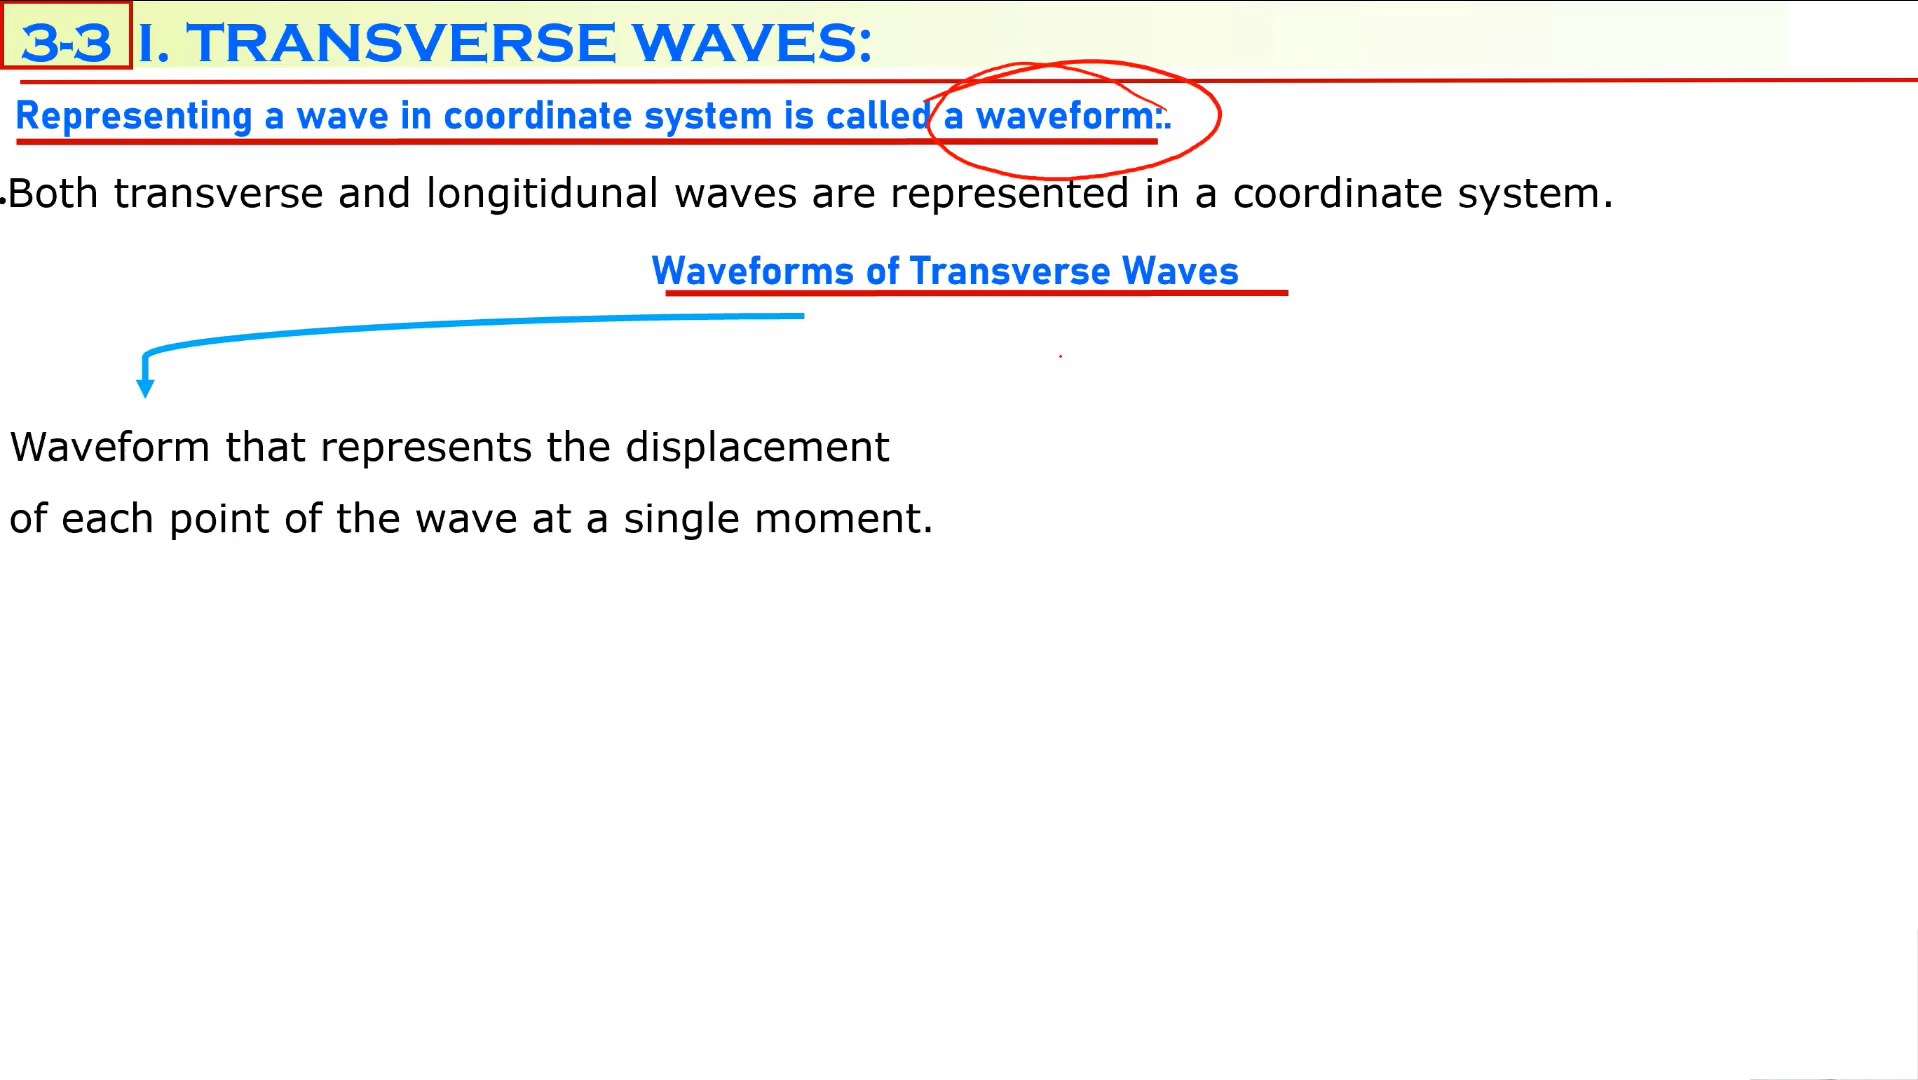 3-3 I. TRANSVERSE WAVES:
Representing a wave in coordinate system is called a waveform:.
.Both transverse and longitidunal waves are represented in a coordinate system.
Waveforms of Transverse Waves
Waveform that represents the displacement
of each point of the wave at a single moment.